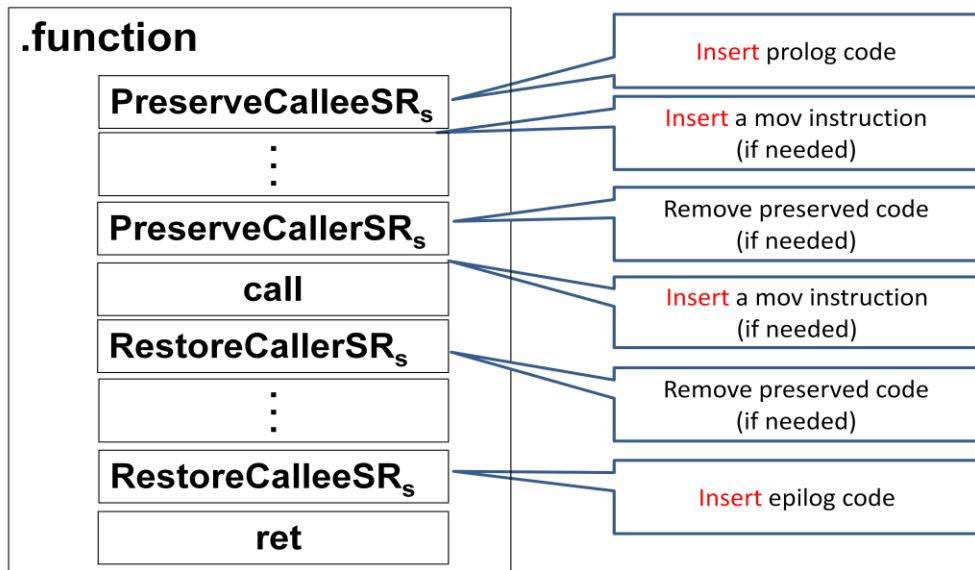 .function
PreserveCalleeSRs
⋮
PreserveCallerSRs
call
RestoreCallerSRs
⋮
RestoreCalleeSRs
ret
Insert prolog code
Insert a mov instruction
(if needed)
Remove preserved code
(if needed)
Insert a mov instruction
(if needed)
Remove preserved code
(if needed)
Insert epilog code